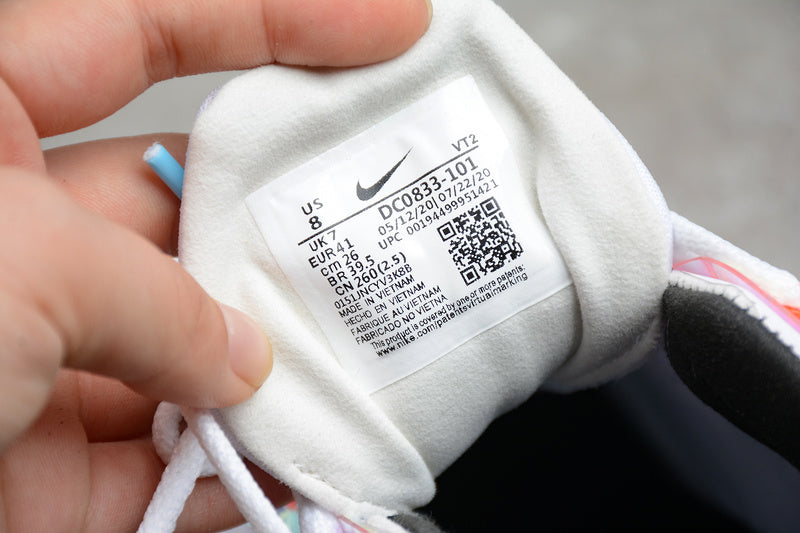 VT2
US
8
DC0833-101
UK 7
05/12/20 07/22/20
EUR 41
UPC 00194499951421
cm 26
BR 39.5
CN 260(2.5)
0151JNCYV3K8B
MADE IN VIETNAM
HECHO EN VIETNAM
FABRIQUE AU VIETNAM
FABRICADO NO VIETNA
This product is covered by one or more patents:
www.nike.com/patentsvirtualmarking